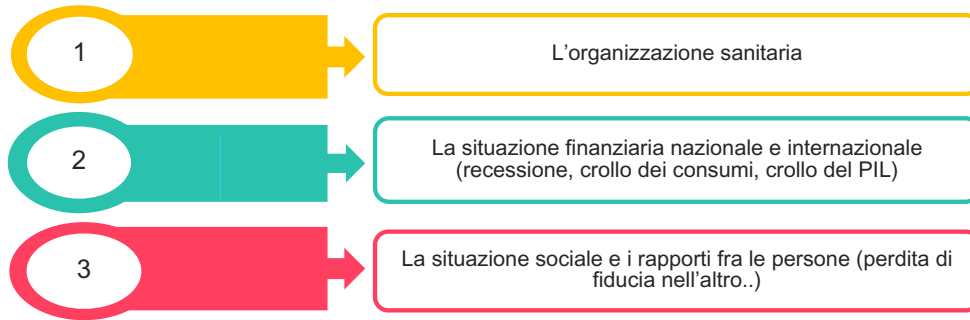 1
L’organizzazione sanitaria
2
La situazione finanziaria nazionale e internazionale
(recessione, crollo dei consumi, crollo del PIL)
3
La situazione sociale e i rapporti fra le persone (perdita di
fiducia nell’altro..)